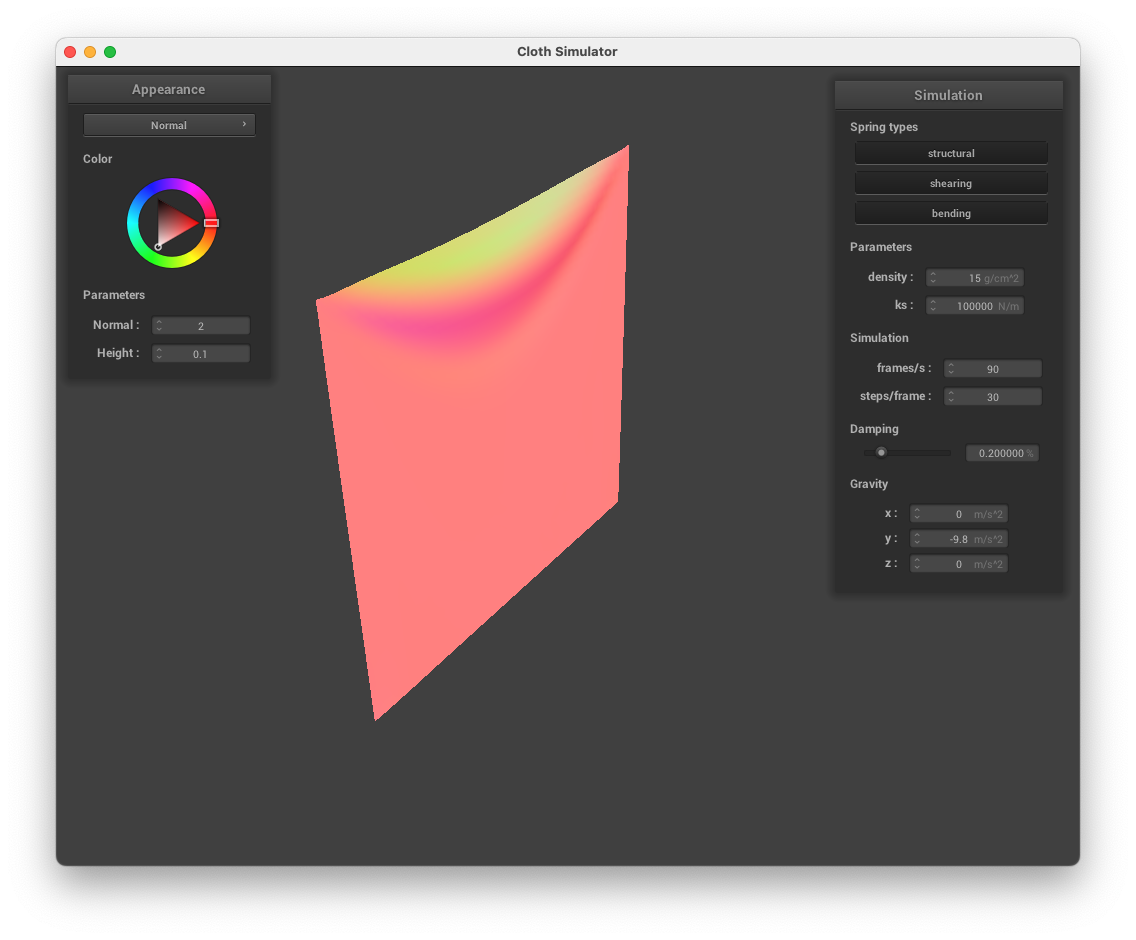 Cloth Simulator
Appearance
Normal ›
Color
Parameters
Normal : 2
Height : 0.1
Simulation
Spring types
structural
shearing
bending
Parameters
density : 15 g/cm^2
ks : 100000 N/m
Simulation
frames/s : 90
steps/frame : 30
Damping
0.200000 %
Gravity
x : 0 m/s^2
y : -9.8 m/s^2
z : 0 m/s^2